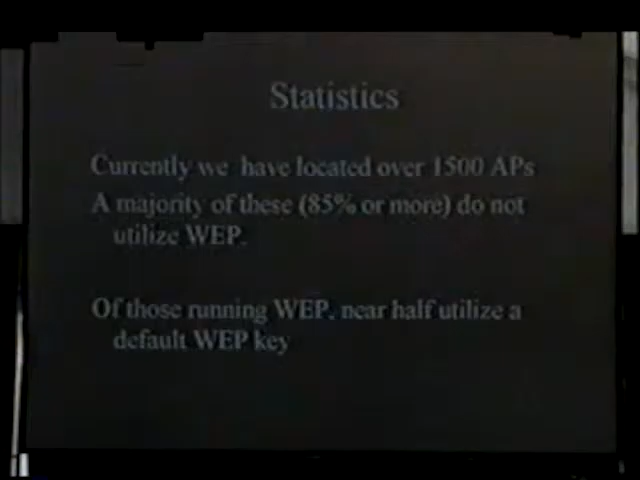 Statistics
Currently we have located over 1500 APs
A majority of these (85% or more) do not
utilize WEP.
Of those running WEP, near half utilize a
default WEP key